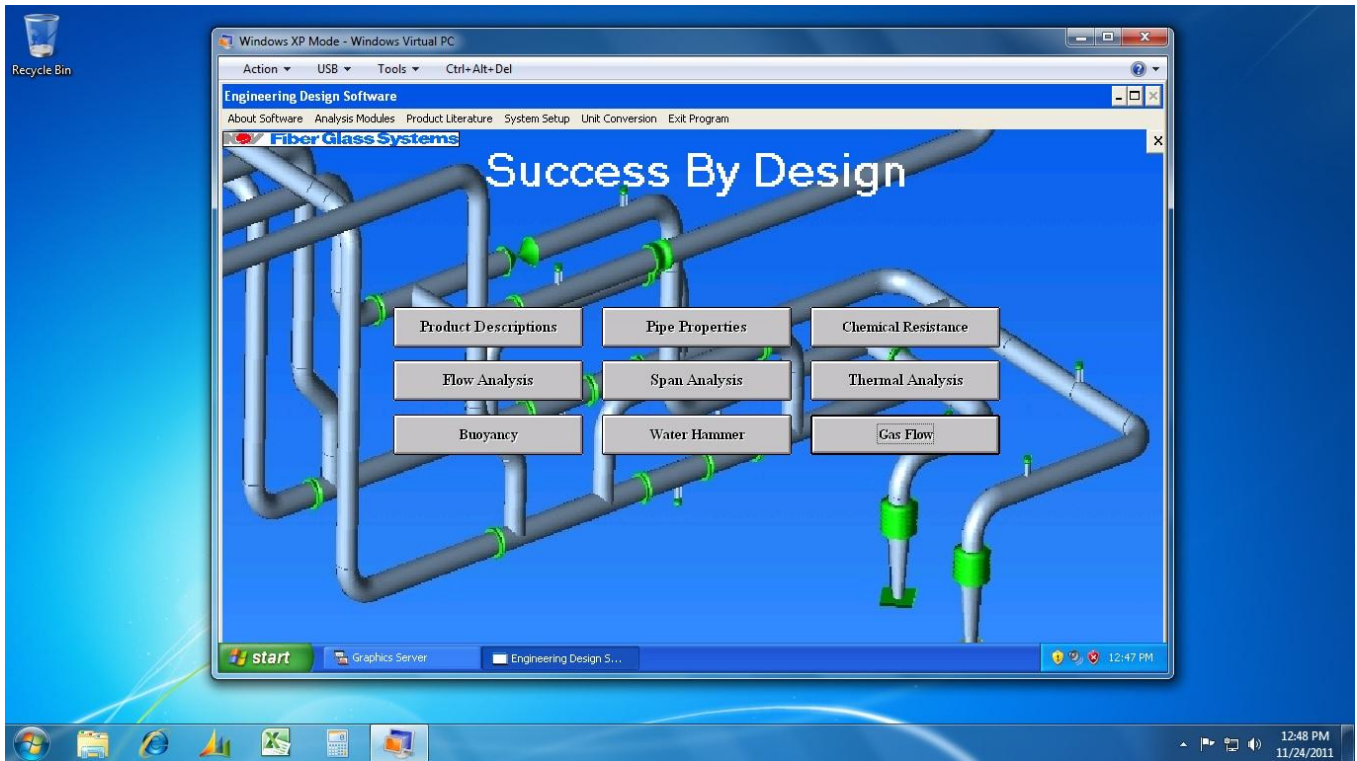 Recycle Bin
Windows XP Mode - Windows Virtual PC
Action USB Tools Ctrl+Alt+Del
Engineering Design Software
About Software Analysis Modules Product Literature System Setup Unit Conversion Exit Program
NOV Fiber Glass Systems
Success By Design
Product Descriptions Pipe Properties Chemical Resistance
Flow Analysis Span Analysis Thermal Analysis
Buoyancy Water Hammer Gas Flow
start Graphics Server Engineering Design S... 12:47 PM
12:48 PM
11/24/2011